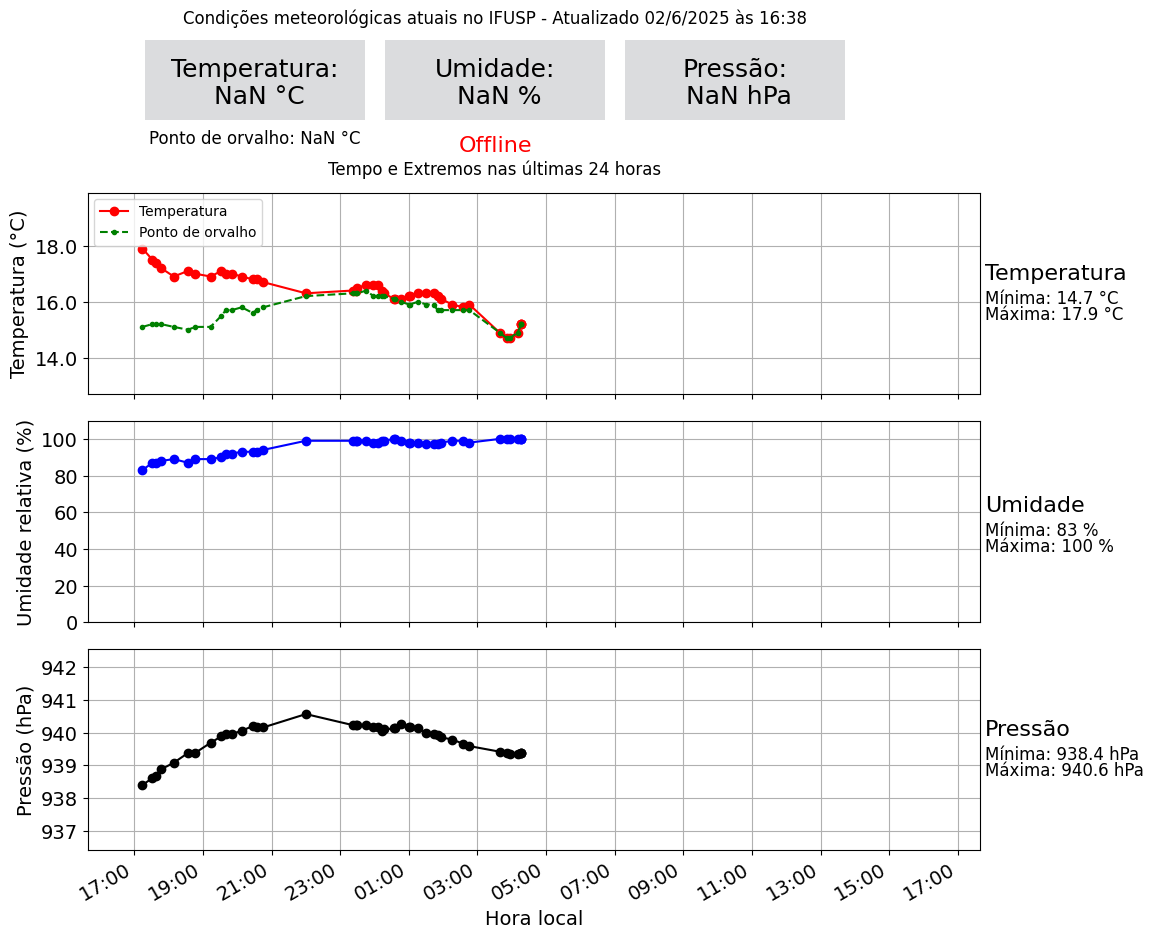 Condições meteorológicas atuais no IFUSP - Atualizado 02/6/2025 às 16:38
Temperatura:
NaN °C
Umidade:
NaN %
Pressão:
NaN hPa
Ponto de orvalho: NaN °C
Offline
Tempo e Extremos nas últimas 24 horas
Temperatura (°C)
18.0
16.0
14.0
Temperatura
Ponto de orvalho
Temperatura
Mínima: 14.7 °C
Máxima: 17.9 °C
Umidade relativa (%)
100
80
60
40
20
0
Umidade
Mínima: 83 %
Máxima: 100 %
Pressão (hPa)
942
941
940
939
938
937
Pressão
Mínima: 938.4 hPa
Máxima: 940.6 hPa
17:00
19:00
21:00
23:00
01:00
03:00
05:00
07:00
09:00
11:00
13:00
15:00
17:00
Hora local